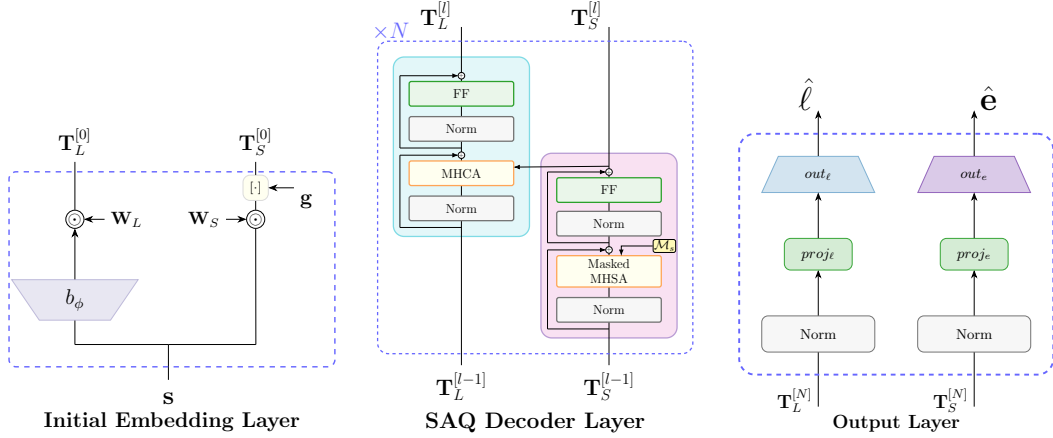 T_L^{[0]} T_S^{[0]}
[·]
g
W_L W_S
b_ϕ
s
Initial Embedding Layer
T_L^{[l]} T_S^{[l]}
×N
FF
Norm
MHCA
Norm
FF
Norm
M_s
Masked
MHSA
Norm
T_L^{[l−1]} T_S^{[l−1]}
SAQ Decoder Layer
ℓ̂ ê
out_ℓ out_e
proj_ℓ proj_e
Norm Norm
T_L^{[N]} T_S^{[N]}
Output Layer